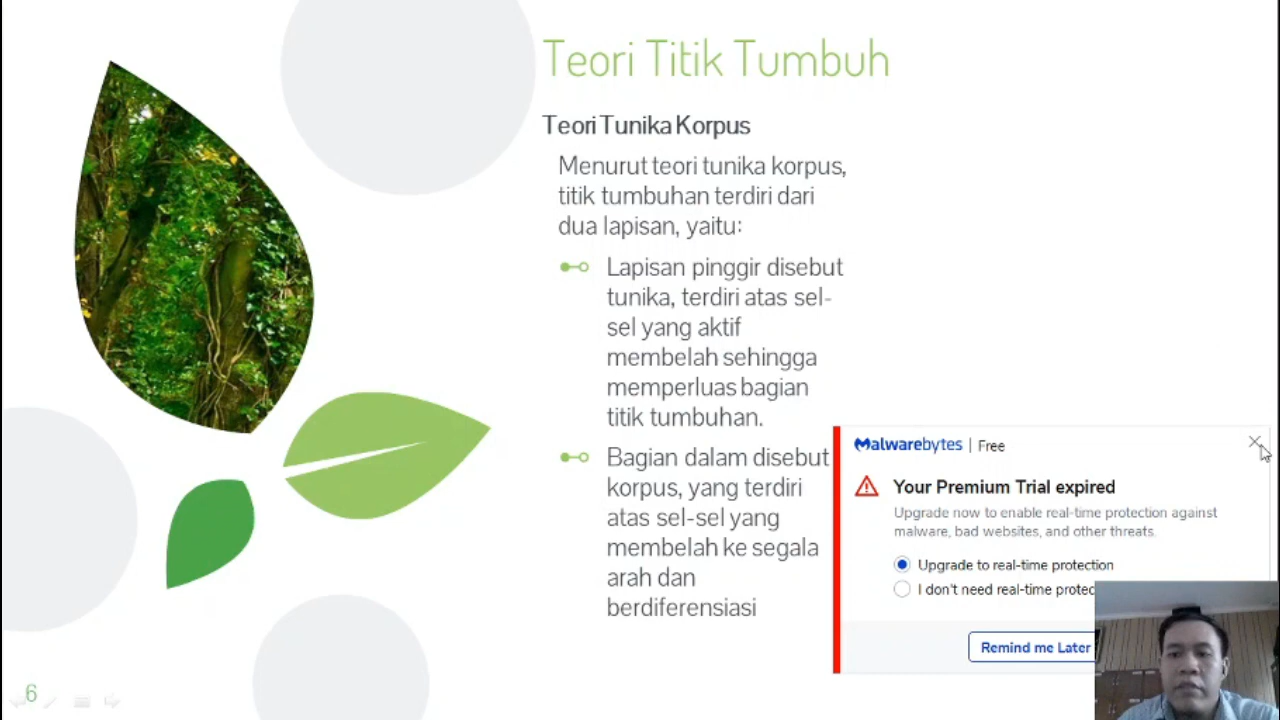 Teori Titik Tumbuh
Teori Tunika Korpus
Menurut teori tunika korpus,
titik tumbuhan terdiri dari
dua lapisan, yaitu:
Lapisan pinggir disebut
tunika, terdiri atas sel-
sel yang aktif
membelah sehingga
memperluas bagian
titik tumbuhan.
Bagian dalam disebut
korpus, yang terdiri
atas sel-sel yang
membelah ke segala
arah dan
berdiferensiasi
Malwarebytes | Free
Your Premium Trial expired
Upgrade now to enable real-time protection against
malware, bad websites, and other threats.
Upgrade to real-time protection
I don't need real-time protec
Remind me Later
6